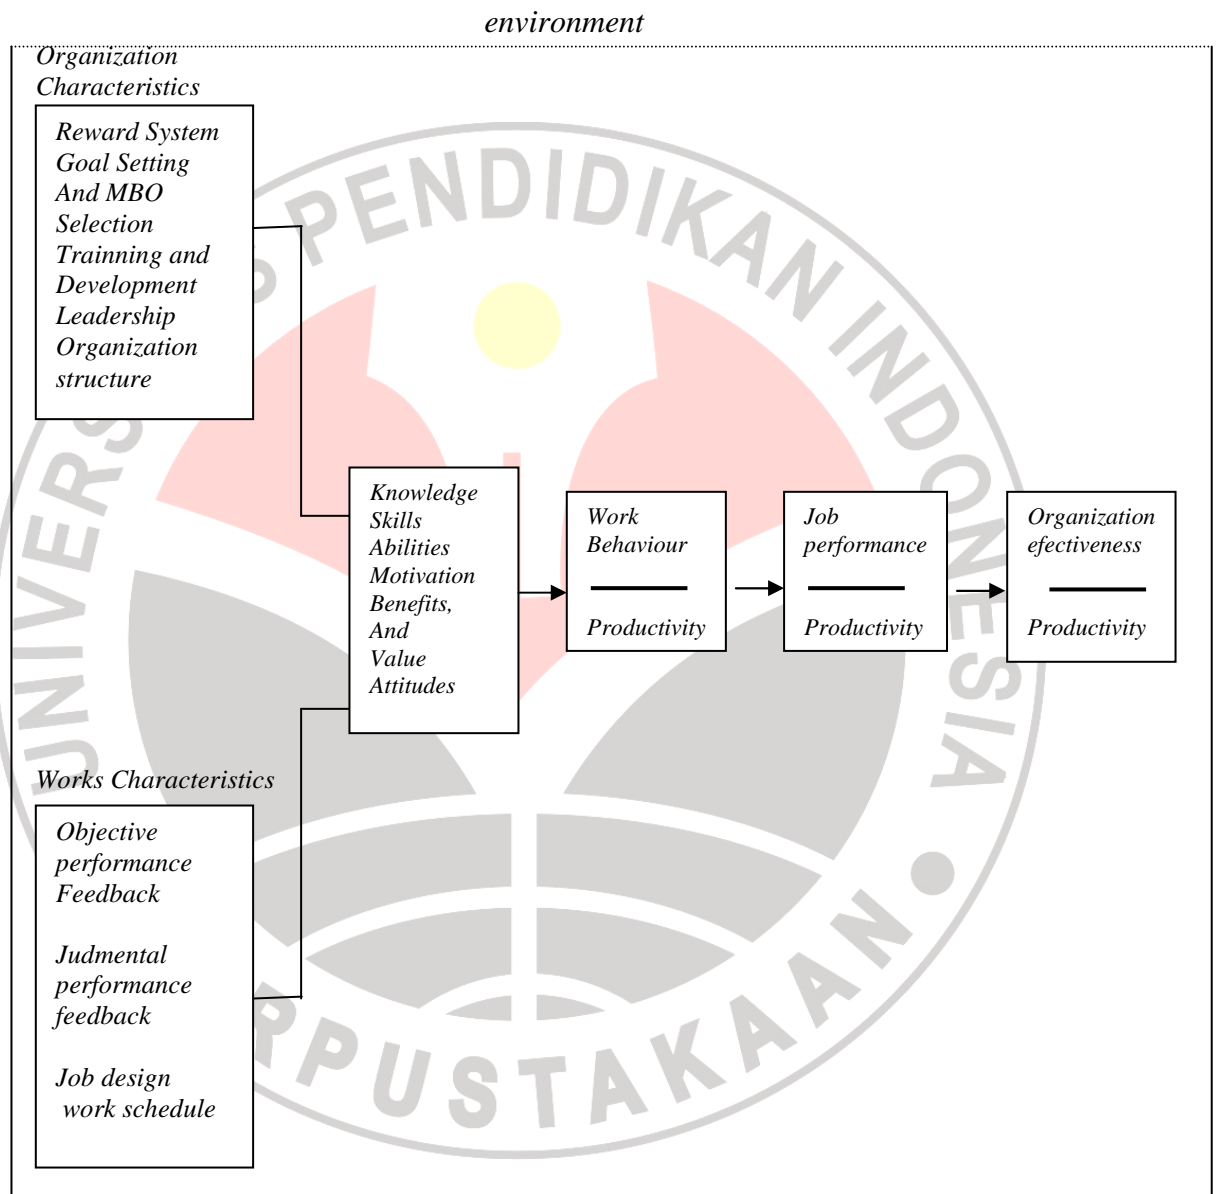 environment
Organization
Characteristics
Reward System
Goal Setting
And MBO
Selection
Trainning and
Development
Leadership
Organization
structure
Knowledge
Skills
Abilities
Motivation
Benefits,
And
Value
Attitudes
Work
Behaviour
Productivity
Job
performance
Productivity
Organization
efectiveness
Productivity
Works Characteristics
Objective
performance
Feedback
Judmental
performance
feedback
Job design
work schedule
PENDIDIKAN INDONESIA